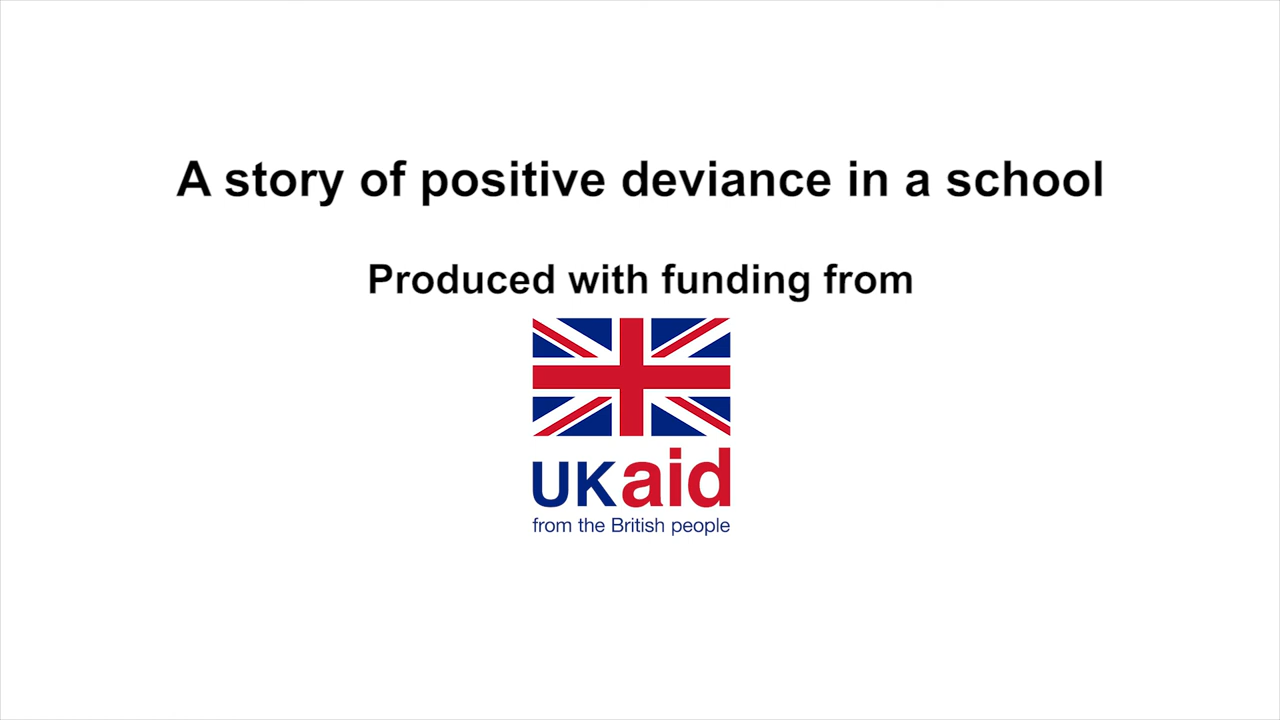 A story of positive deviance in a school
Produced with funding from
UKaid
from the British people